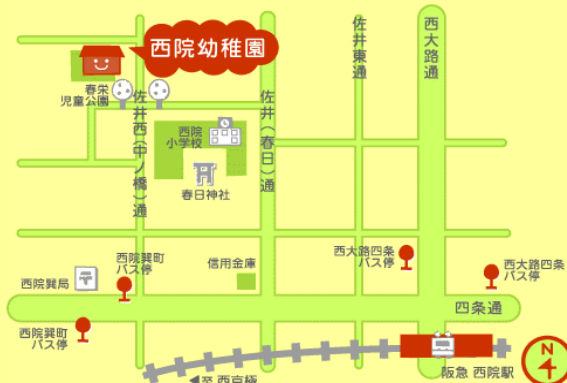 西院幼稚園
佐井東通
西大路通
春栄
児童公園
佐井西(中ノ橋)通
佐井(春日)通
西院
小学校
春日神社
西院巽町
バス停
信用金庫
西大路四条
バス停
西大路四条
バス停
西院巽局
〒
四条通
西院巽町
バス停
阪急 西院駅
N
◀至 西京極